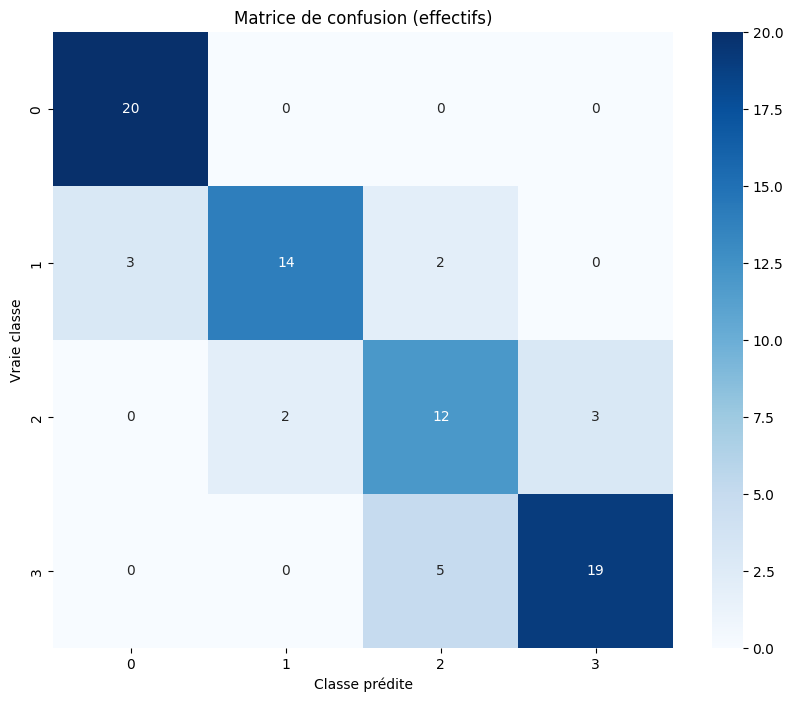 Matrice de confusion (effectifs)
0 20 0 0 0
1 3 14 2 0
2 0 2 12 3
3 0 0 5 19
0 1 2 3
Vraie classe
Classe prédite
20.0
17.5
15.0
12.5
10.0
7.5
5.0
2.5
0.0